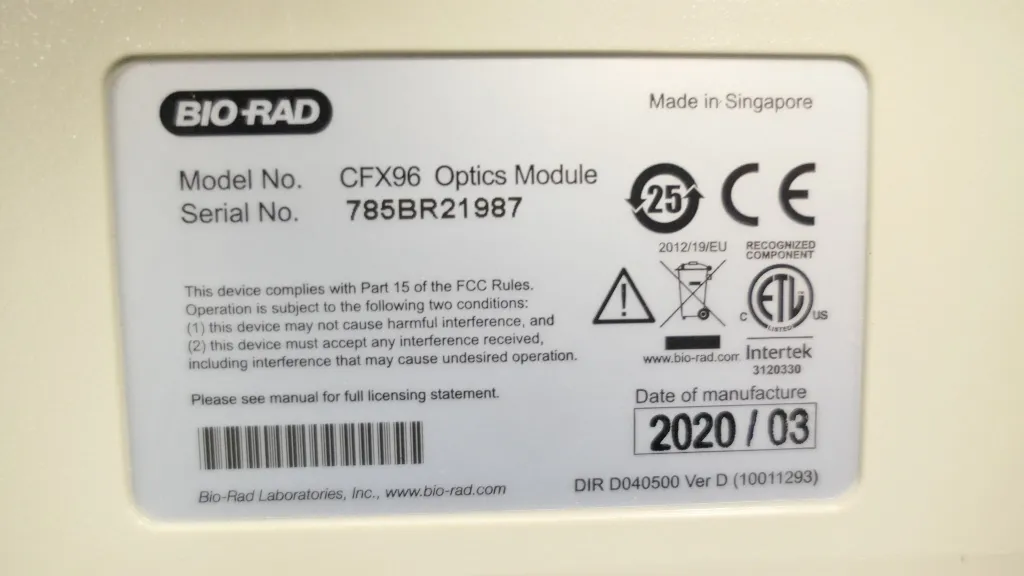 BIO-RAD
Made in Singapore
Model No. CFX96 Optics Module
Serial No. 785BR21987
25
CE
2012/19/EU
RECOGNIZED
COMPONENT
This device complies with Part 15 of the FCC Rules.
Operation is subject to the following two conditions:
(1) this device may not cause harmful interference, and
(2) this device must accept any interference received,
including interference that may cause undesired operation.
C ETL US
LISTED
www.bio-rad.com
Intertek
3120330
Please see manual for full licensing statement.
Date of manufacture
2020 / 03
Bio-Rad Laboratories, Inc., www.bio-rad.com
DIR D040500 Ver D (10011293)